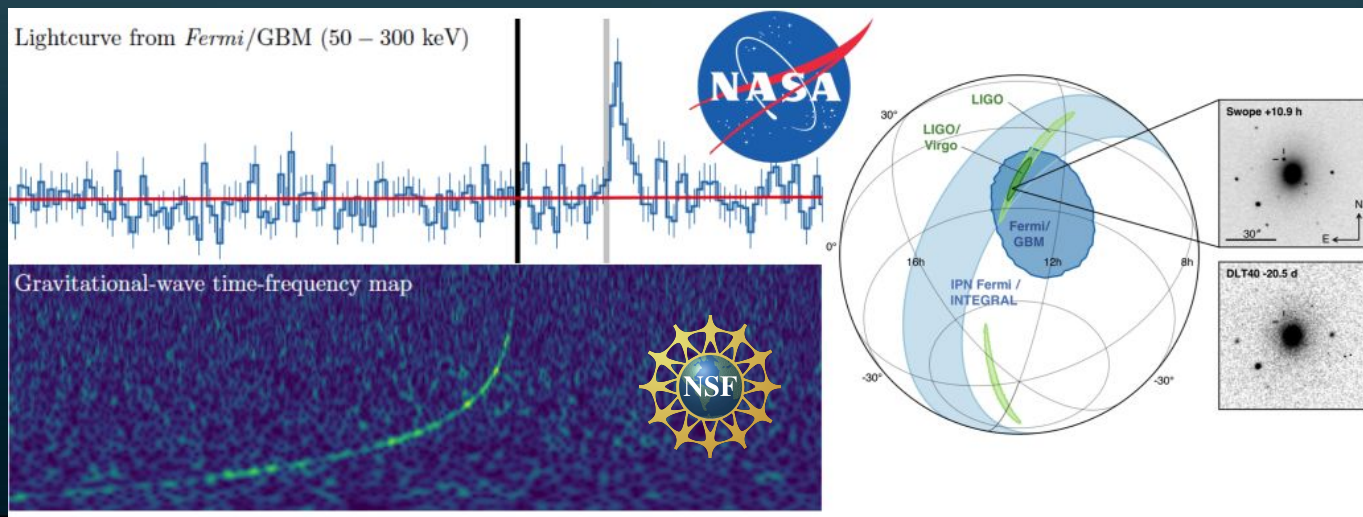 Lightcurve from Fermi/GBM (50 – 300 keV)
NASA
Gravitational-wave time-frequency map
NSF
LIGO
LIGO/
Virgo
Fermi/
GBM
IPN Fermi /
INTEGRAL
30°
0°
16h
12h
8h
-30°
-30°
Swope +10.9 h
N
E
30"
DLT40 -20.5 d